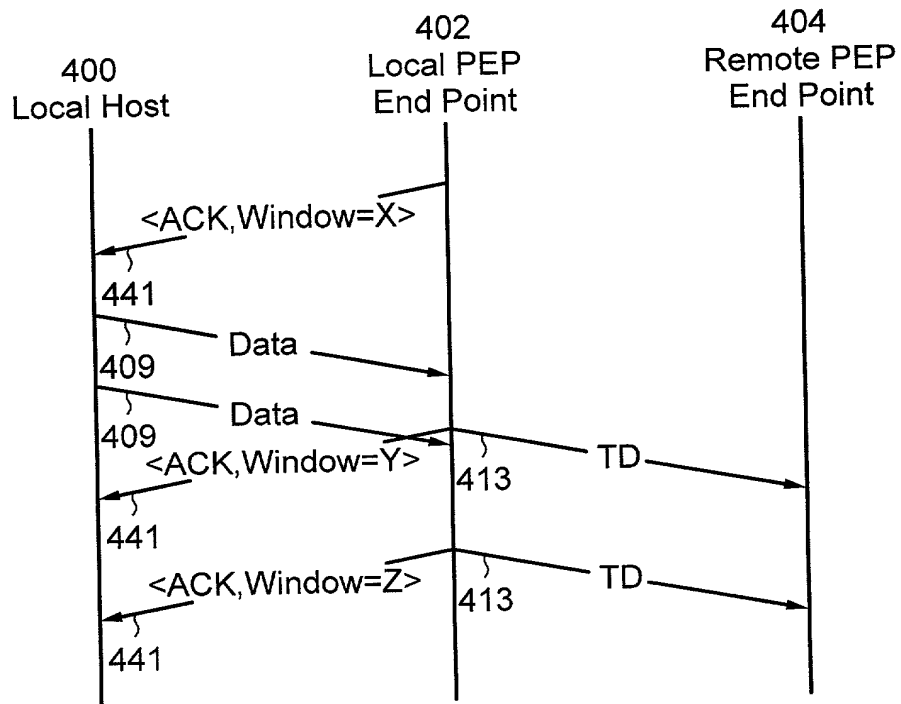 400
Local Host
402
Local PEP
End Point
404
Remote PEP
End Point
<ACK,Window=X>
441
409
Data
409
Data
<ACK,Window=Y>
441
413
TD
<ACK,Window=Z>
441
413
TD